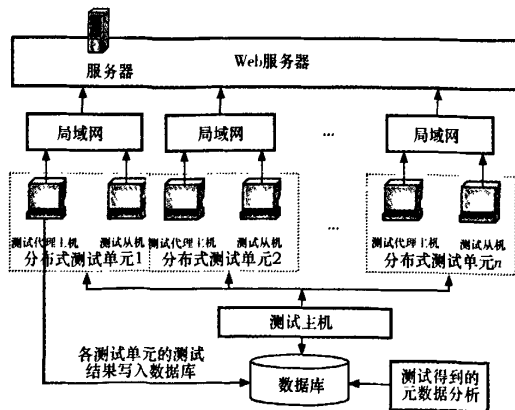 服务器
Web服务器
局域网
局域网
...
局域网
测试代理主机
测试从机
测试代理主机
测试从机
...
测试代理主机
测试从机
分布式测试单元1
分布式测试单元2
分布式测试单元n
测试主机
各测试单元的测试
结果写入数据库
数据库
测试得到的
元数据分析